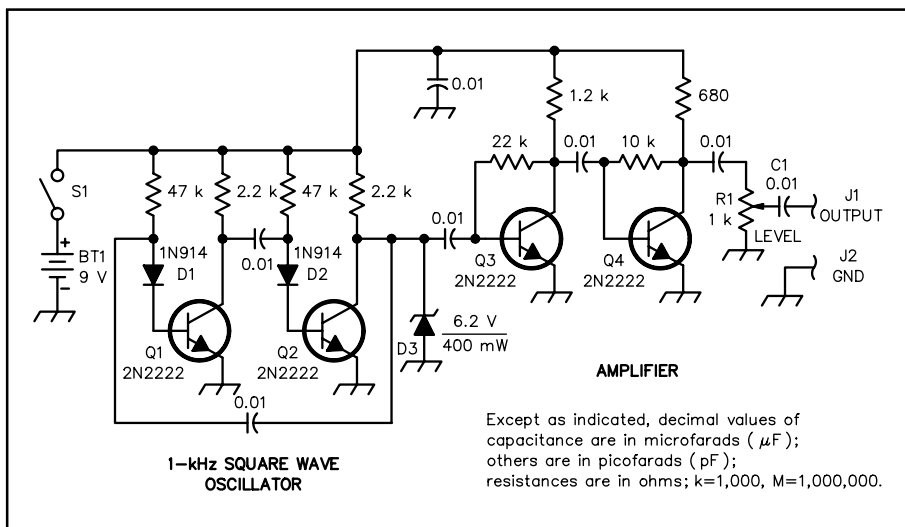 0.01
1.2 k
680
22 k
0.01
10 k
0.01
C1
0.01
J1
OUTPUT
R1
1 k
LEVEL
J2
GND
S1
47 k
2.2 k
47 k
2.2 k
0.01
Q3
2N2222
Q4
2N2222
+
BT1
9 V
–
1N914
D1
0.01
1N914
D2
Q1
2N2222
Q2
2N2222
D3
6.2 V
400 mW
0.01
AMPLIFIER
1–kHz SQUARE WAVE
OSCILLATOR
Except as indicated, decimal values of
capacitance are in microfarads ( μF);
others are in picofarads ( pF);
resistances are in ohms; k=1,000, M=1,000,000.